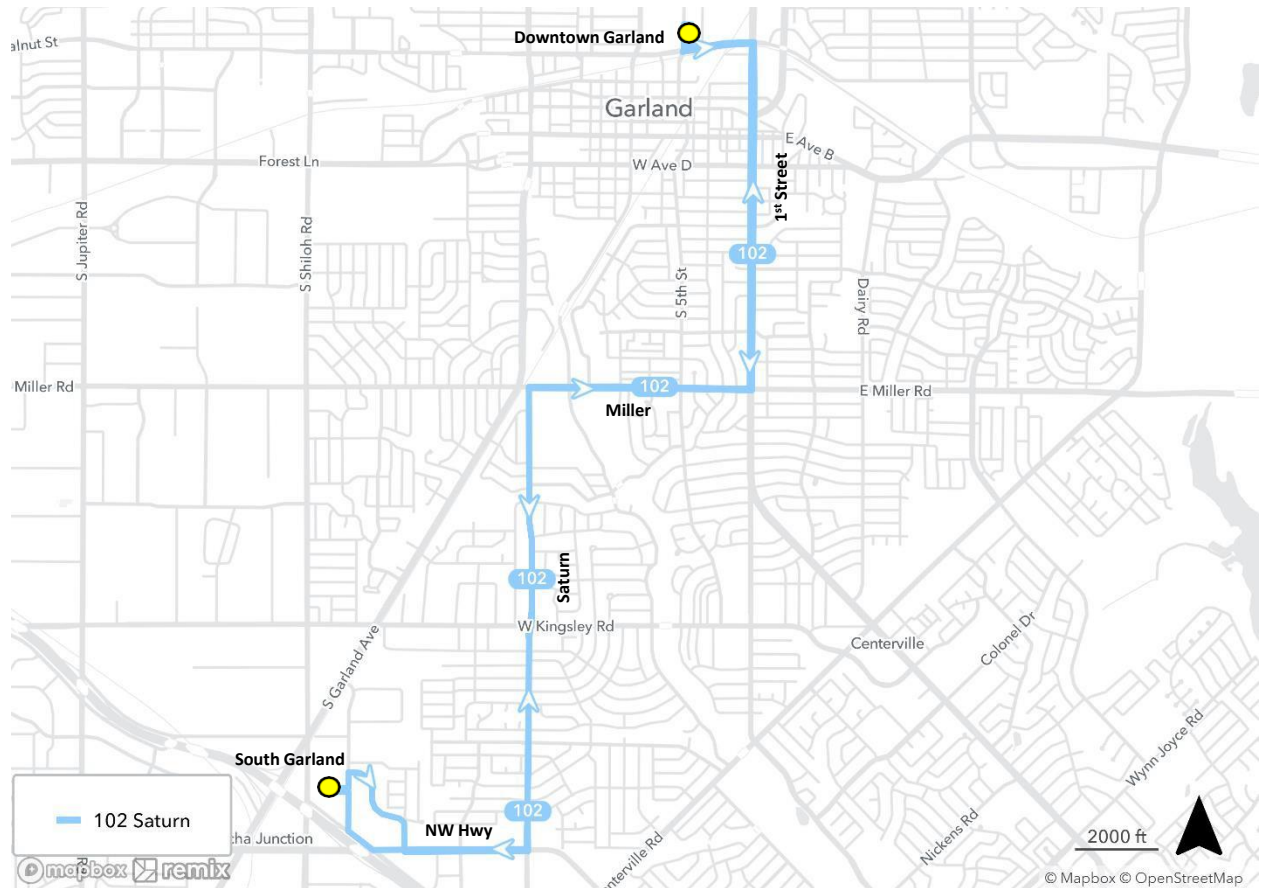 Downtown Garland
alnut St
Garland
E Ave B
Forest Ln
W Ave D
1st Street
S Jupiter Rd
S Shiloh Rd
102
S 5th St
Dairy Rd
Miller Rd
102
E Miller Rd
Miller
102
Saturn
W Kingsley Rd
Centerville
Colonel Dr
S Garland Ave
Wynn Joyce Rd
South Garland
102
102 Saturn
NW Hwy
tha Junction
Nickens Rd
nterville Rd
2000 ft
Rd
mapbox remix
© Mapbox © OpenStreetMap